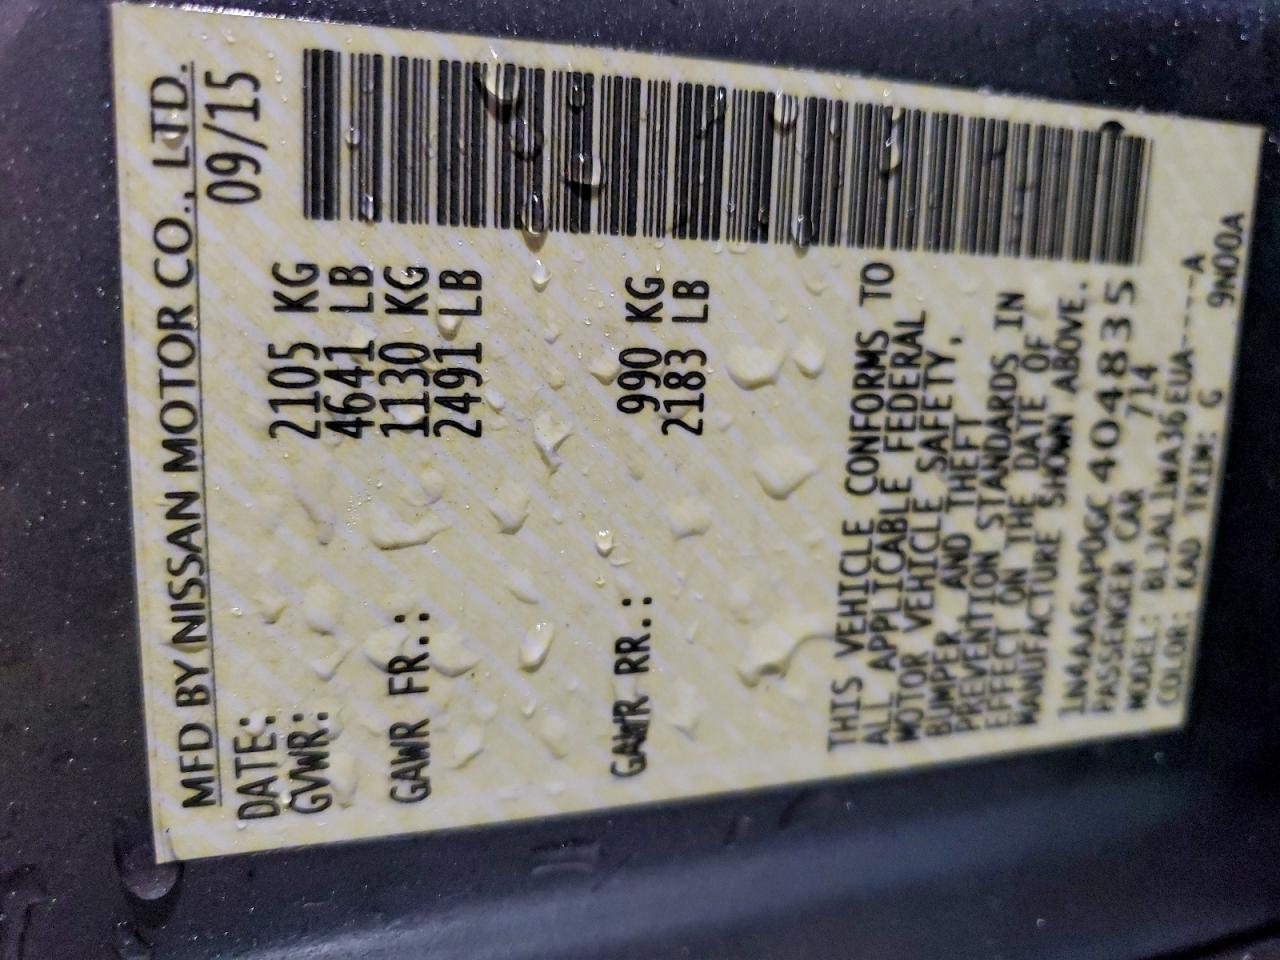 MFD BY NISSAN MOTOR CO., LTD.
DATE: 09/15
GVWR: 2105 KG
4641 LB
GAWR FR.: 1130 KG
2491 LB
GAWR RR.: 990 KG
2183 LB
THIS VEHICLE CONFORMS TO
ALL APPLICABLE FEDERAL
MOTOR VEHICLE SAFETY,
BUMPER, AND THEFT
PREVENTION STANDARDS IN
EFFECT ON THE DATE OF
MANUFACTURE SHOWN ABOVE.
1N4AA6AP0GC404835
PASSENGER CAR 714
MODEL: BLJAL1WA36EUA-----A
COLOR: KAD TRIM: G 9N00A